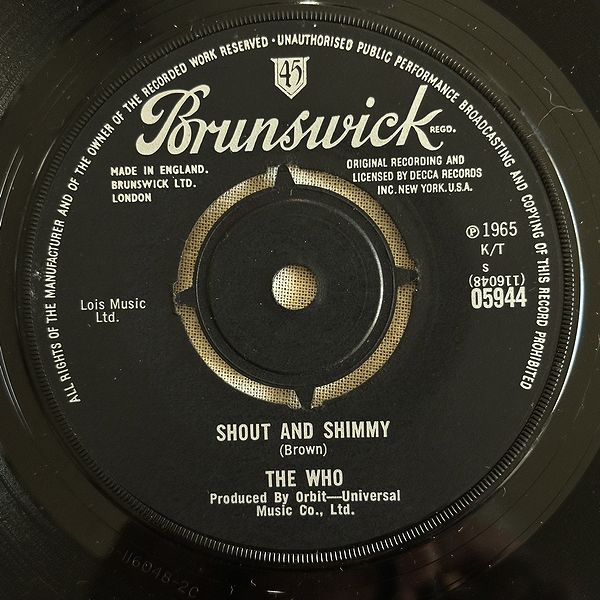 ALL RIGHTS OF THE MANUFACTURER AND OF THE OWNER OF THE RECORDED WORK RESERVED · UNAUTHORISED PUBLIC PERFORMANCE BROADCASTING AND COPYING OF THIS RECORD PROHIBITED
45
Brunswick
REGD.
MADE IN ENGLAND.
BRUNSWICK LTD.
LONDON
ORIGINAL RECORDING AND
LICENSED BY DECCA RECORDS
INC. NEW YORK. U.S.A.
℗ 1965
K/T
S
(116048)
05944
Lois Music
Ltd.
SHOUT AND SHIMMY
(Brown)
THE WHO
Produced By Orbit—Universal
Music Co., Ltd.
116048-2C